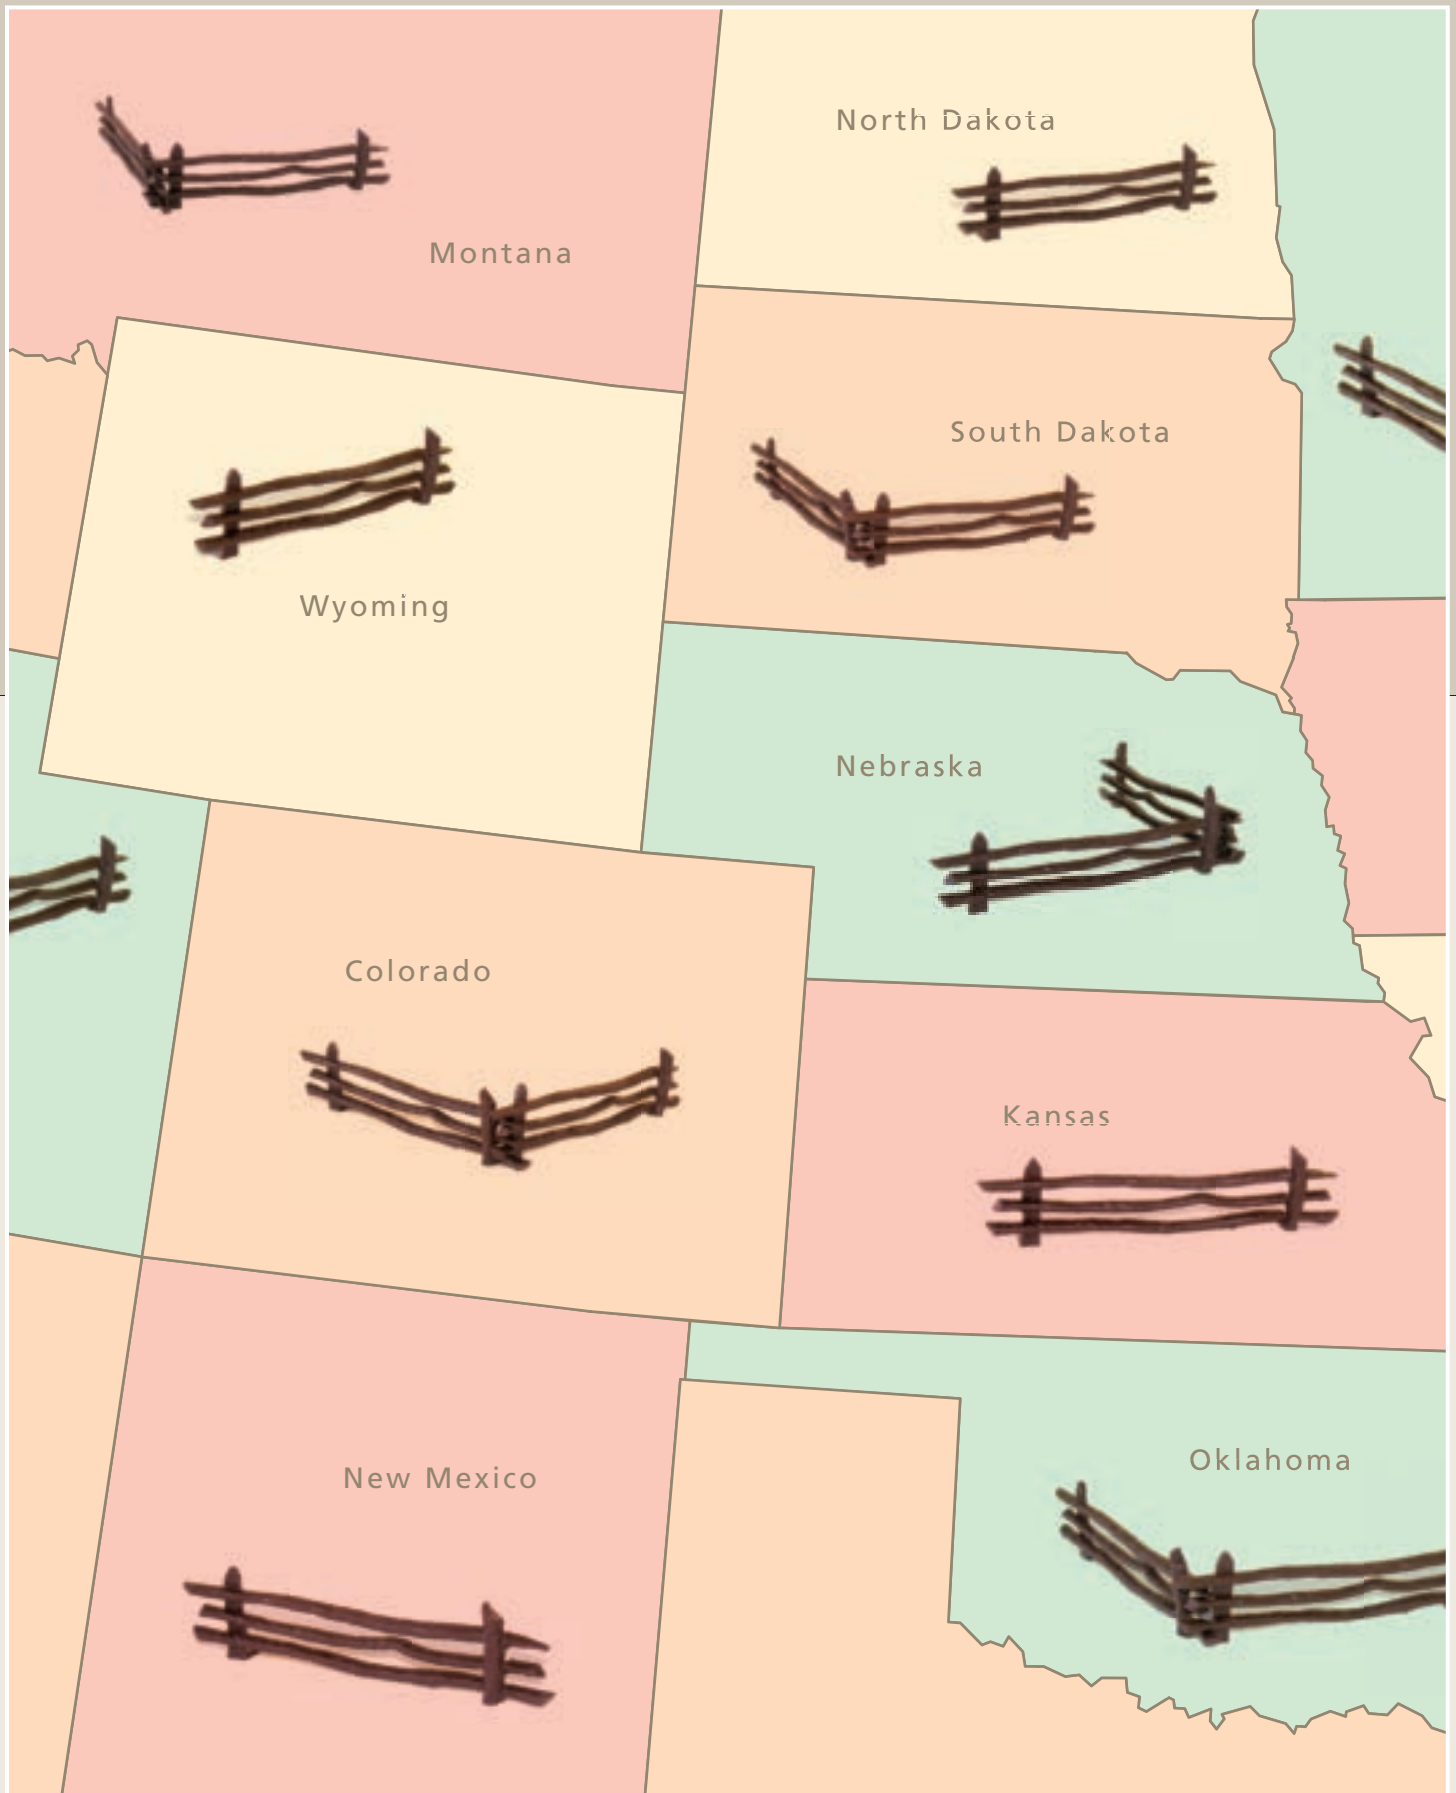 North Dakota
Montana
South Dakota
Wyoming
Nebraska
Colorado
Kansas
Oklahoma
New Mexico